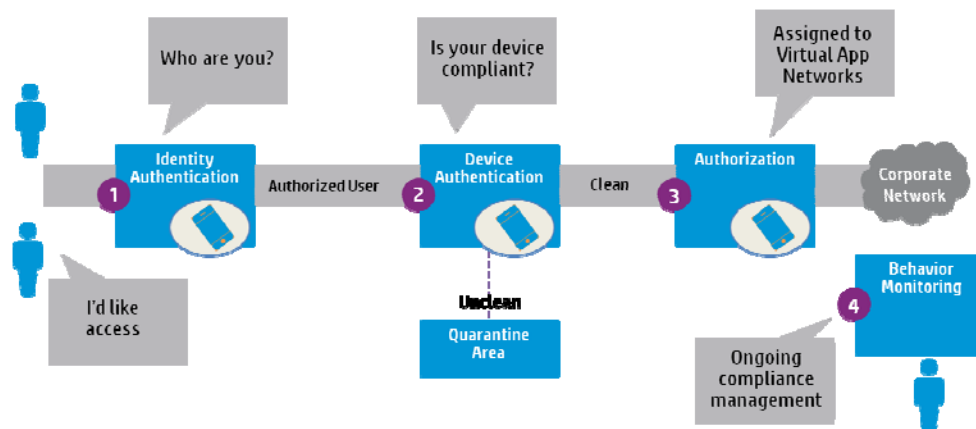 Who are you?
Is your device
compliant?
Assigned to
Virtual App
Networks
Identity
Authentication
1
Authorized User
Device
Authentication
2
Clean
Authorization
3
Corporate
Network
I'd like
access
Unclean
Quarantine
Area
Behavior
Monitoring
4
Ongoing
compliance
management